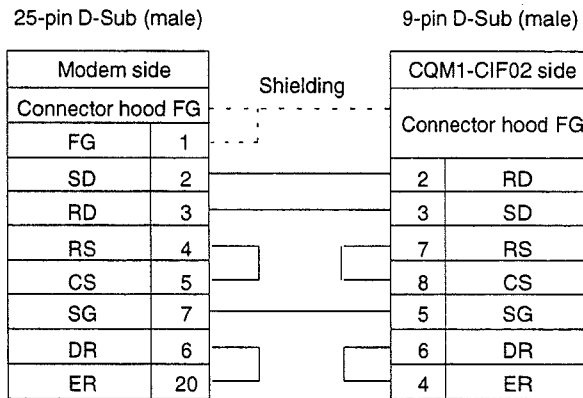 25-pin D-Sub (male)
9-pin D-Sub (male)
Modem side
Connector hood FG
FG 1
SD 2
RD 3
RS 4
CS 5
SG 7
DR 6
ER 20
Shielding
CQM1-CIF02 side
Connector hood FG
2 RD
3 SD
7 RS
8 CS
5 SG
6 DR
4 ER